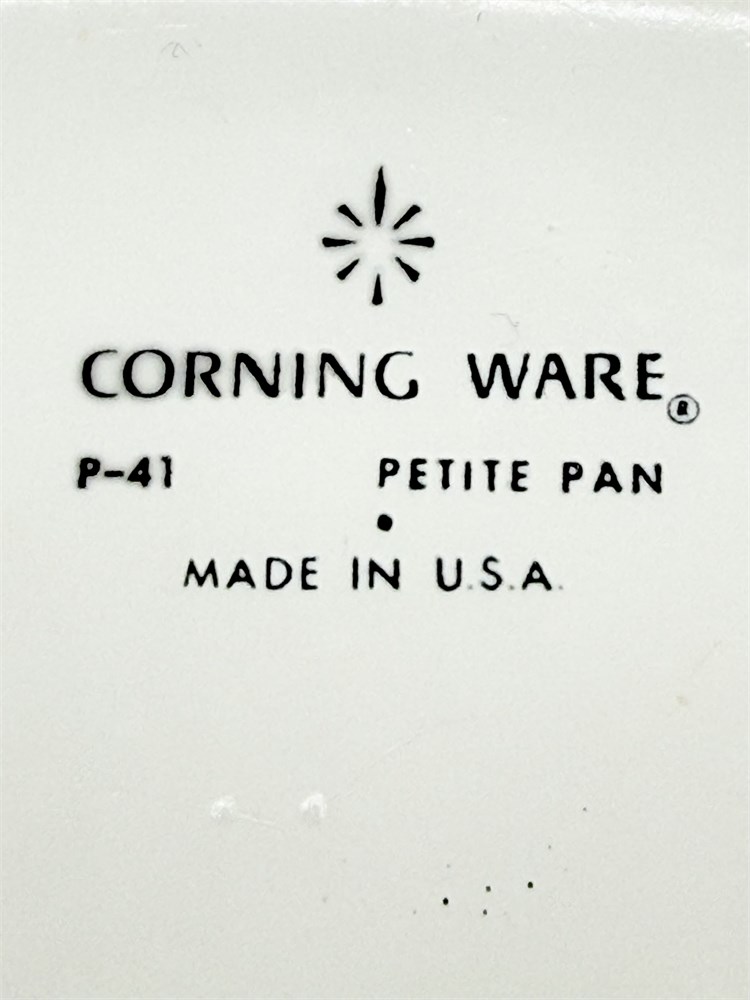 CORNING WARE®
P-41 PETITE PAN
•
MADE IN U.S.A.